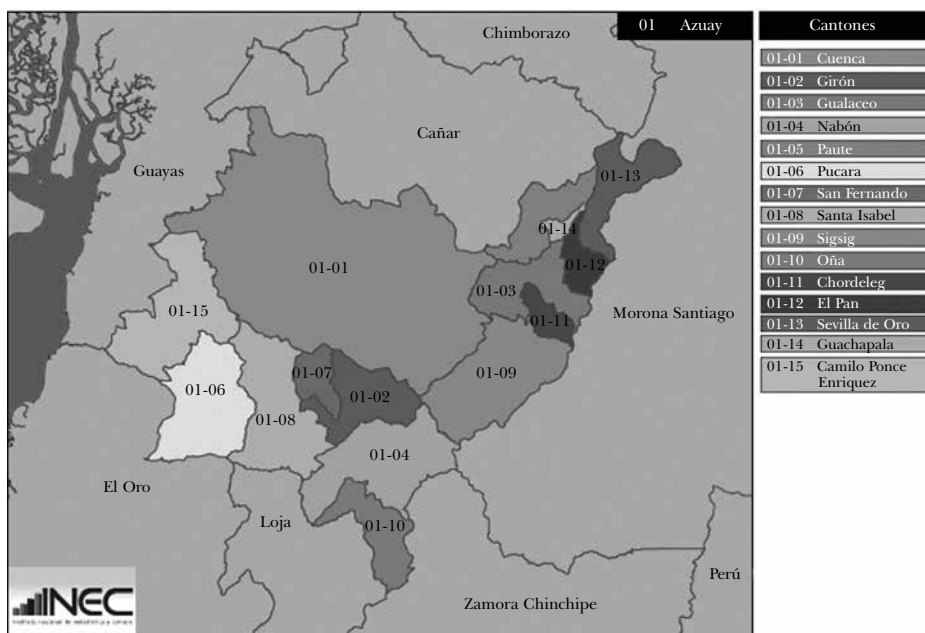 01 Azuay
Cantones
01-01 Cuenca
01-02 Girón
01-03 Gualaceo
01-04 Nabón
01-05 Paute
01-06 Pucara
01-07 San Fernando
01-08 Santa Isabel
01-09 Sigsig
01-10 Oña
01-11 Chordeleg
01-12 El Pan
01-13 Sevilla de Oro
01-14 Guachapala
01-15 Camilo Ponce
Enriquez
Chimborazo
Cañar
Guayas
01-13
01-14
01-01
01-12
01-03
01-15
Morona Santiago
01-11
01-07
01-09
01-06
01-02
01-08
01-04
El Oro
Loja
01-10
Perú
Zamora Chinchipe
INEC